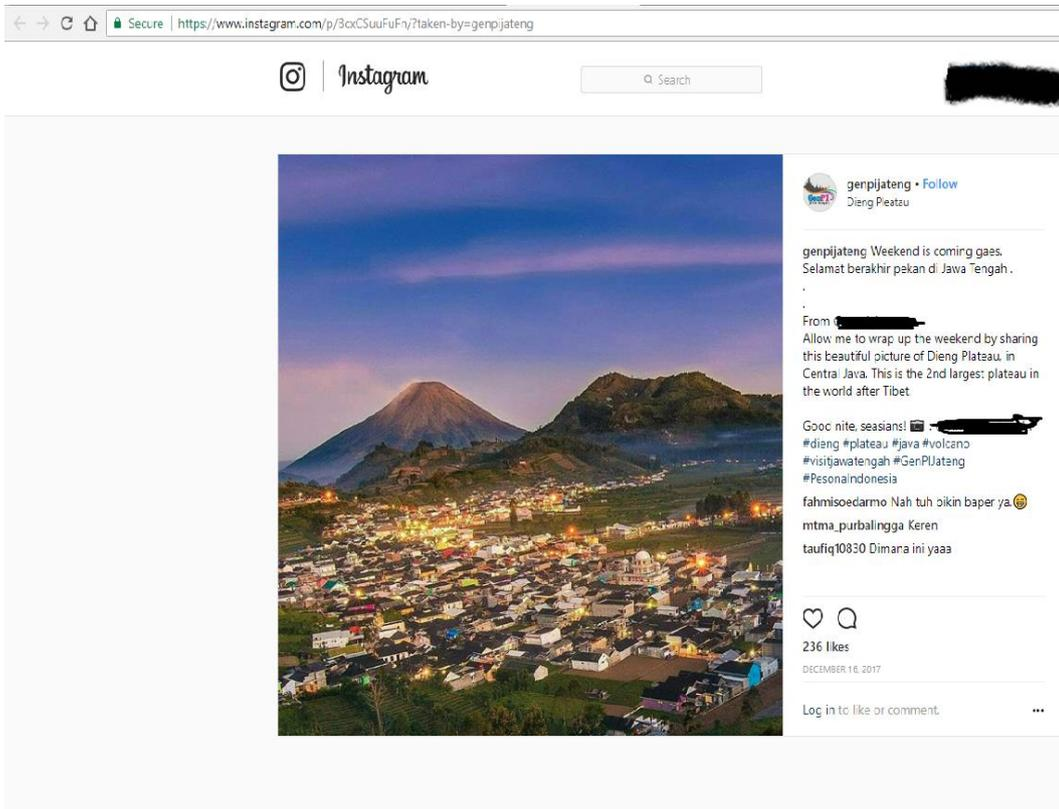 Secure | https://www.instagram.com/p/BcxCSuuFuFn/?taken-by=genpijateng
Instagram
Search
genpijateng • Follow
Dieng Pleatau
genpijateng Weekend is coming gaes.
Selamat berakhir pekan di Jawa Tengah .
.
.
From
Allow me to wrap up the weekend by sharing
this beautiful picture of Dieng Plateau, in
Central Java. This is the 2nd largest plateau in
the world after Tibet
Good nite, seasians! 📷 :
#dieng #plateau #java #volcano
#visitjawatengah #GenPIJateng
#PesonaIndonesia
fahmisoedarmo Nah tuh bikin baper ya.😁
mtma_purbalingga Keren
taufiq10830 Dimana ini yaaa
236 likes
DECEMBER 16, 2017
Log in to like or comment.